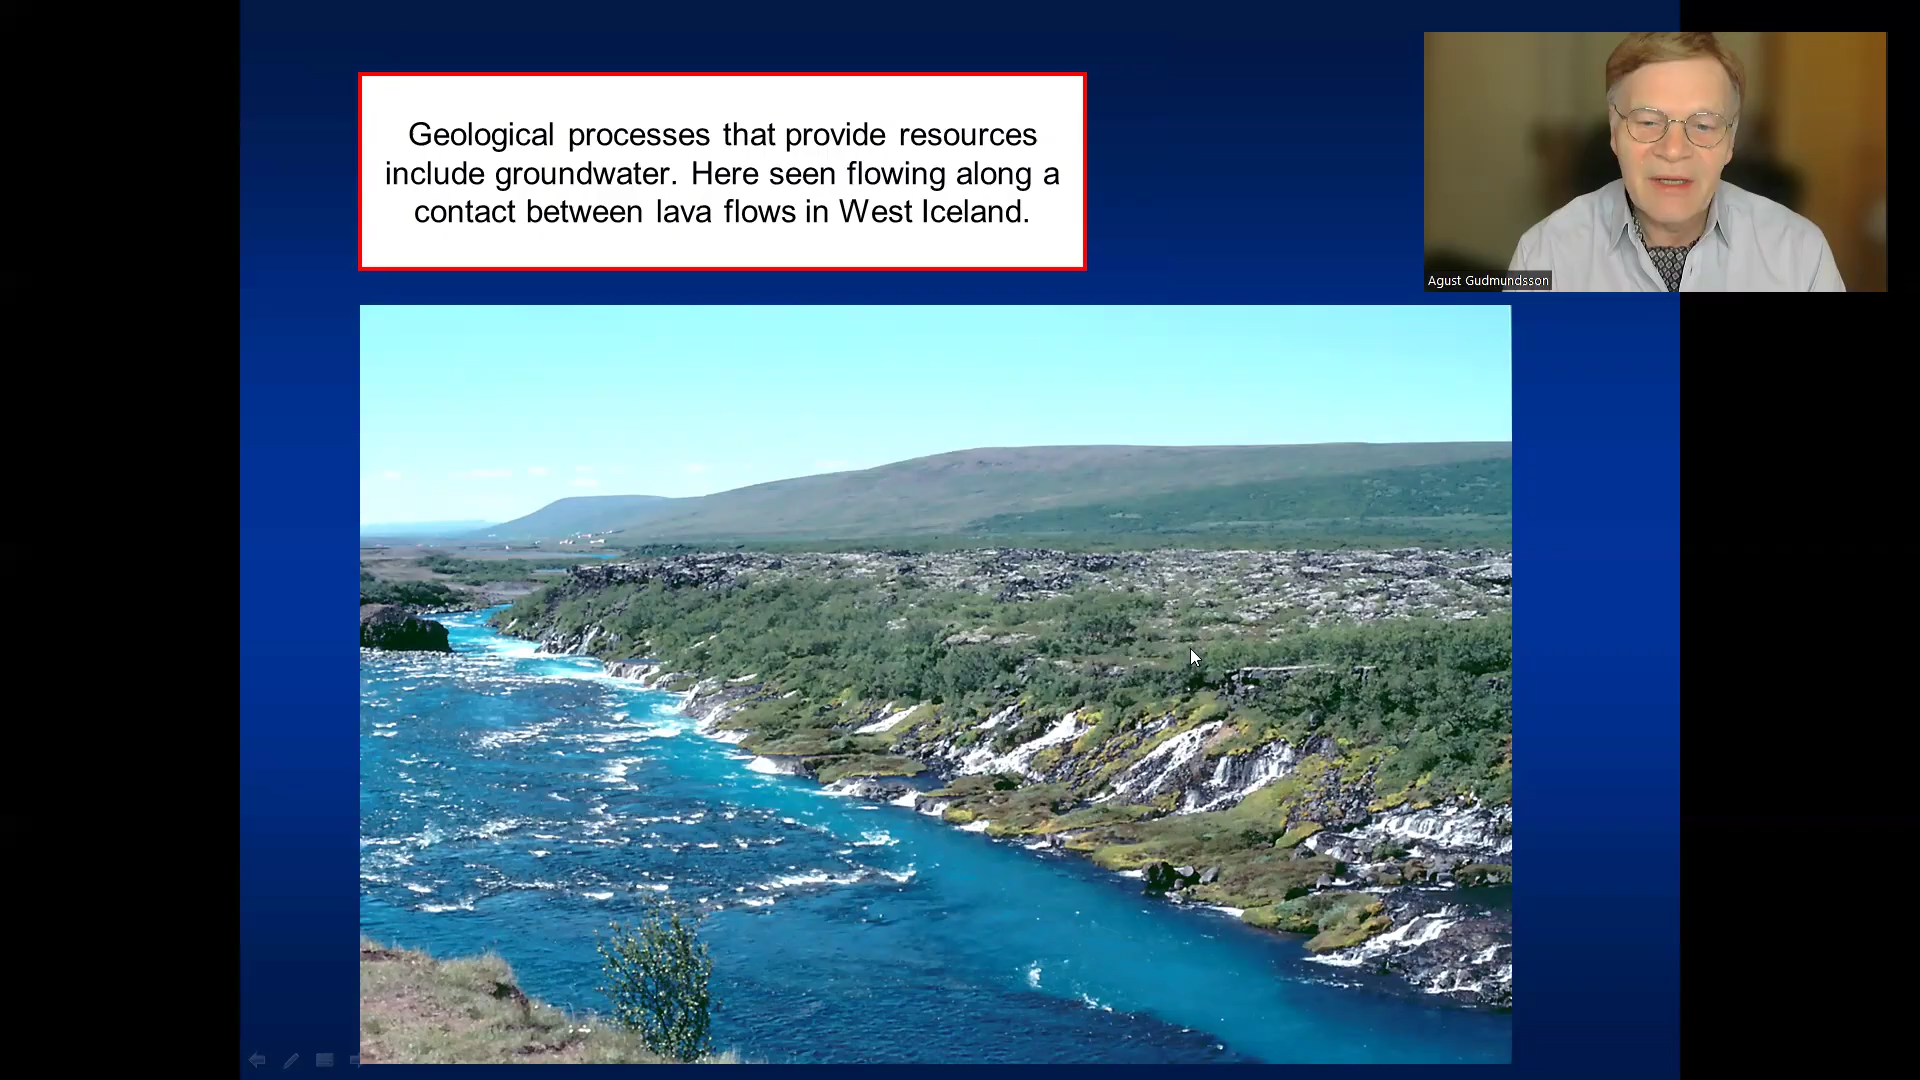 Geological processes that provide resources
include groundwater. Here seen flowing along a
contact between lava flows in West Iceland.
Agust Gudmundsson